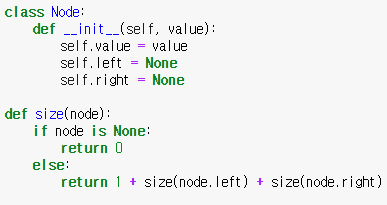 class Node:
    def __init__(self, value):
        self.value = value
        self.left = None
        self.right = None

def size(node):
    if node is None:
        return 0
    else:
        return 1 + size(node.left) + size(node.right)